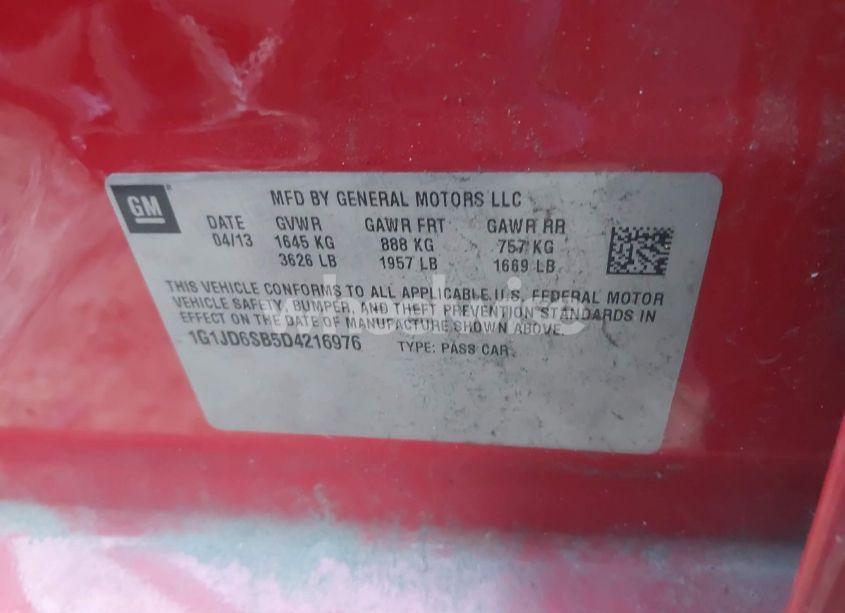 GM
MFD BY GENERAL MOTORS LLC
DATE GVWR GAWR FRT GAWR RR
04/13 1645 KG 888 KG 757 KG
3626 LB 1957 LB 1669 LB
THIS VEHICLE CONFORMS TO ALL APPLICABLE U.S. FEDERAL MOTOR
VEHICLE SAFETY, BUMPER, AND THEFT PREVENTION STANDARDS IN
EFFECT ON THE DATE OF MANUFACTURE SHOWN ABOVE.
1G1JD6SB5D4216976 TYPE: PASS CAR